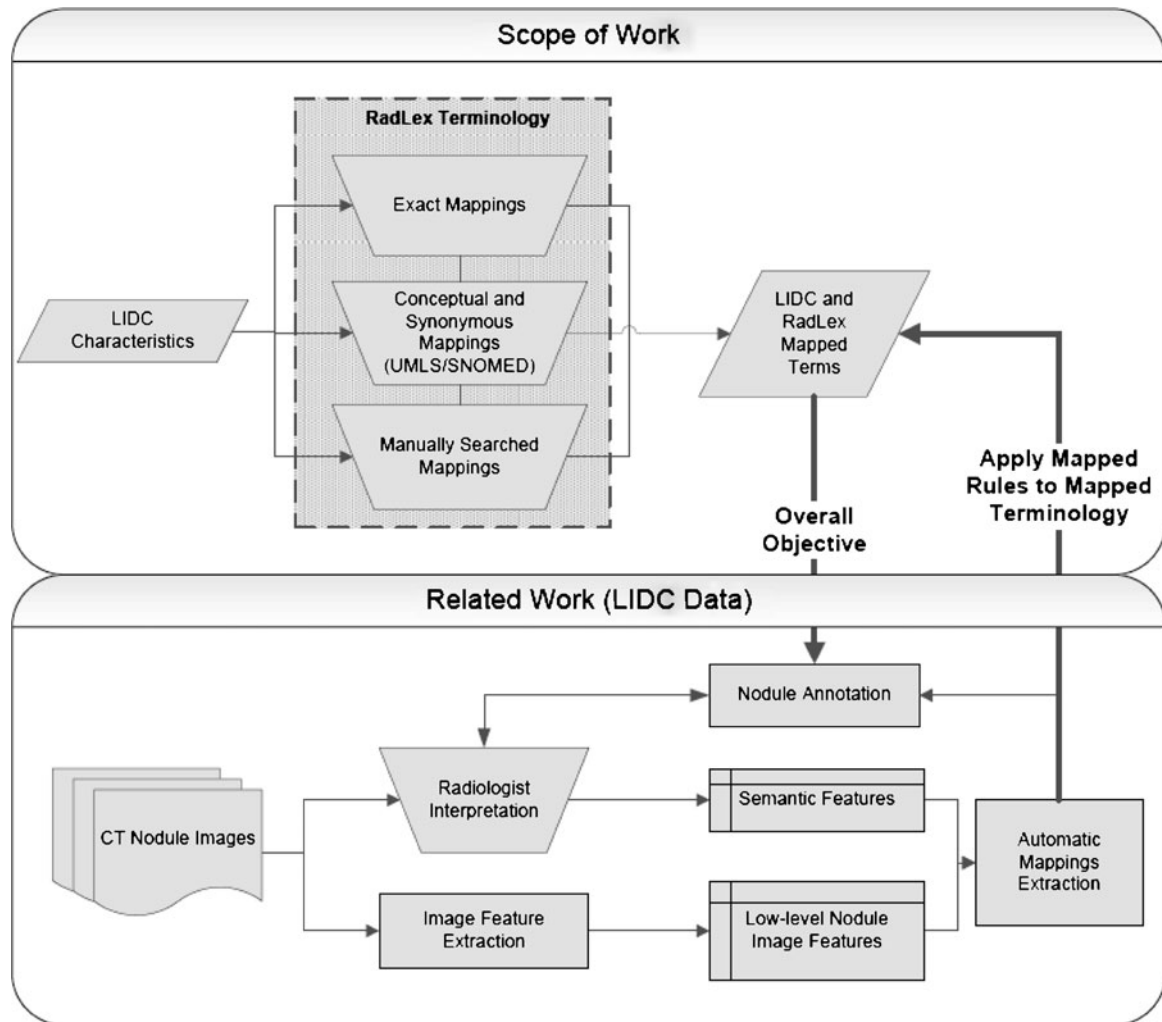 Scope of Work
RadLex Terminology
Exact Mappings
LIDC
Characteristics
Conceptual and
Synonymous
Mappings
(UMLS/SNOMED)
LIDC and
RadLex
Mapped
Terms
Manually Searched
Mappings
Overall
Objective
Apply Mapped
Rules to Mapped
Terminology
Related Work (LIDC Data)
Nodule Annotation
CT Nodule Images
Radiologist
Interpretation
Semantic Features
Automatic
Mappings
Extraction
Image Feature
Extraction
Low-level Nodule
Image Features